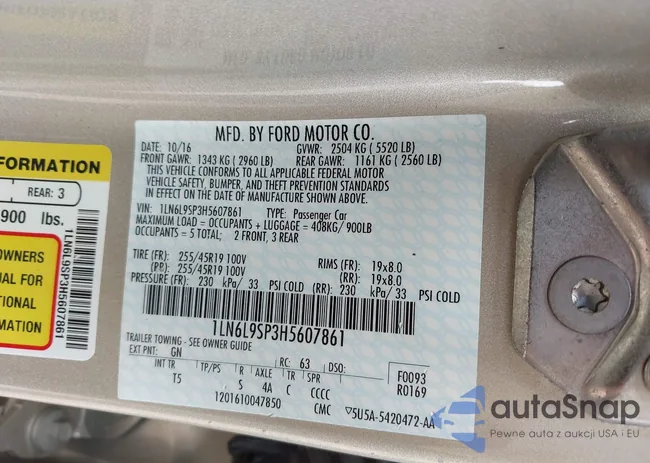 MFD. BY FORD MOTOR CO.
DATE: 10/16 GVWR: 2504 KG ( 5520 LB)
FRONT GAWR: 1343 KG ( 2960 LB) REAR GAWR: 1161 KG ( 2560 LB)
THIS VEHICLE CONFORMS TO ALL APPLICABLE FEDERAL MOTOR
VEHICLE SAFETY, BUMPER, AND THEFT PREVENTION STANDARDS
IN EFFECT ON THE DATE OF MANUFACTURE SHOWN ABOVE.
VIN: 1LN6L9SP3H5607861 TYPE: Passenger Car
MAXIMUM LOAD = OCCUPANTS + LUGGAGE = 408KG/ 900LB
OCCUPANTS = 5 TOTAL; 2 FRONT, 3 REAR
TIRE (FR): 255/45R19 100V RIMS (FR): 19x8.0
255/45R19 100V (RR): 19x8.0
PRESSURE (FR): 230 kPa/ 33 PSI COLD (RR): 230 kPa/ 33 PSI COLD
1LN6L9SP3H5607861
TRAILER TOWING - SEE OWNER GUIDE
EXT PNT: GN RC: 63 DSO:
TP/PS R AXLE TR SPR
T5 S 4A C CCCC
F0093
R0169
1201610047850 CMC 5U5A-5420472-AA
FORMATION
REAR: 3
900 lbs.
OWNERS
UAL FOR
TIONAL
RMATION
1LN6L9SP3H5607861
autoSnap
Pewne auta z aukcji USA i EU